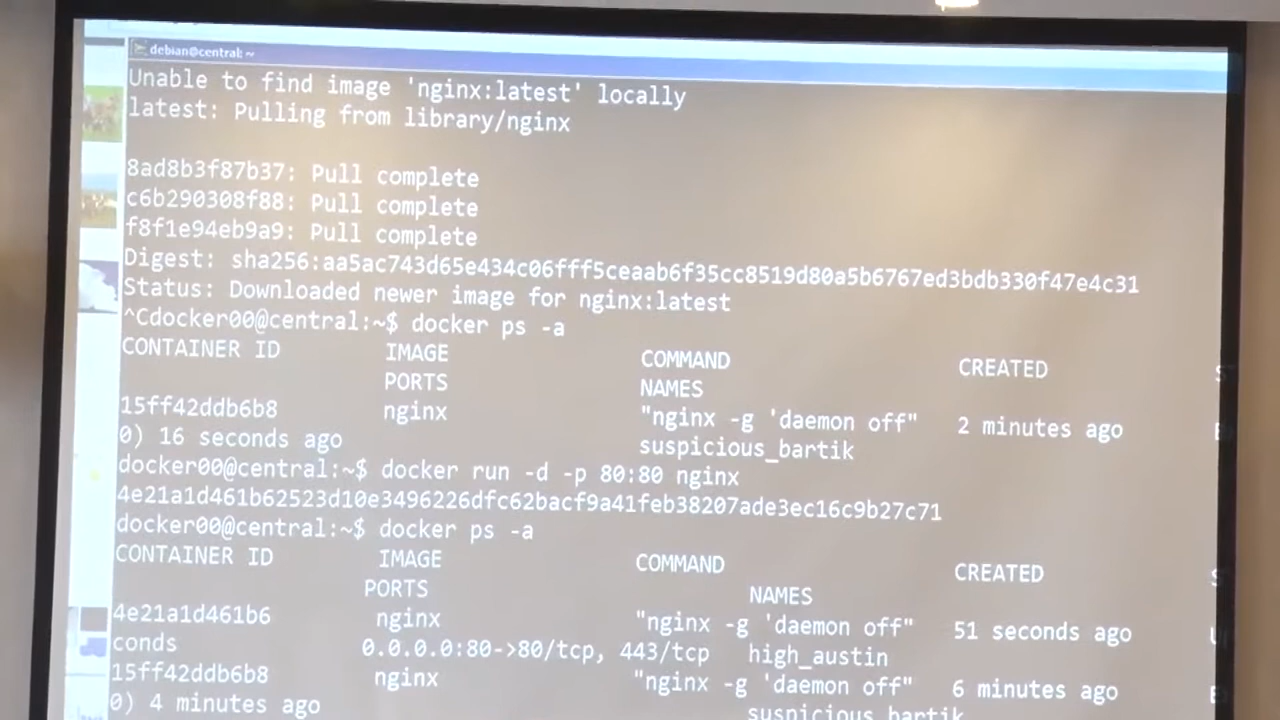 debian@central: ~
Unable to find image 'nginx:latest' locally
latest: Pulling from library/nginx
8ad8b3f87b37: Pull complete
c6b290308f88: Pull complete
f8f1e94eb9a9: Pull complete
Digest: sha256:aa5ac743d65e434c06fff5ceaab6f35cc8519d80a5b6767ed3bdb330f47e4c31
Status: Downloaded newer image for nginx:latest
^Cdocker00@central:~$ docker ps -a
CONTAINER ID IMAGE COMMAND CREATED
PORTS NAMES
15ff42ddb6b8 nginx "nginx -g 'daemon off" 2 minutes ago
0) 16 seconds ago suspicious_bartik
docker00@central:~$ docker run -d -p 80:80 nginx
4e21a1d461b62523d10e3496226dfc62bacf9a41feb38207ade3ec16c9b27c71
docker00@central:~$ docker ps -a
CONTAINER ID IMAGE COMMAND CREATED
PORTS NAMES
4e21a1d461b6 nginx "nginx -g 'daemon off" 51 seconds ago
conds 0.0.0.0:80->80/tcp, 443/tcp high_austin
15ff42ddb6b8 nginx "nginx -g 'daemon off" 6 minutes ago
0) 4 minutes ago suspicious_bartik